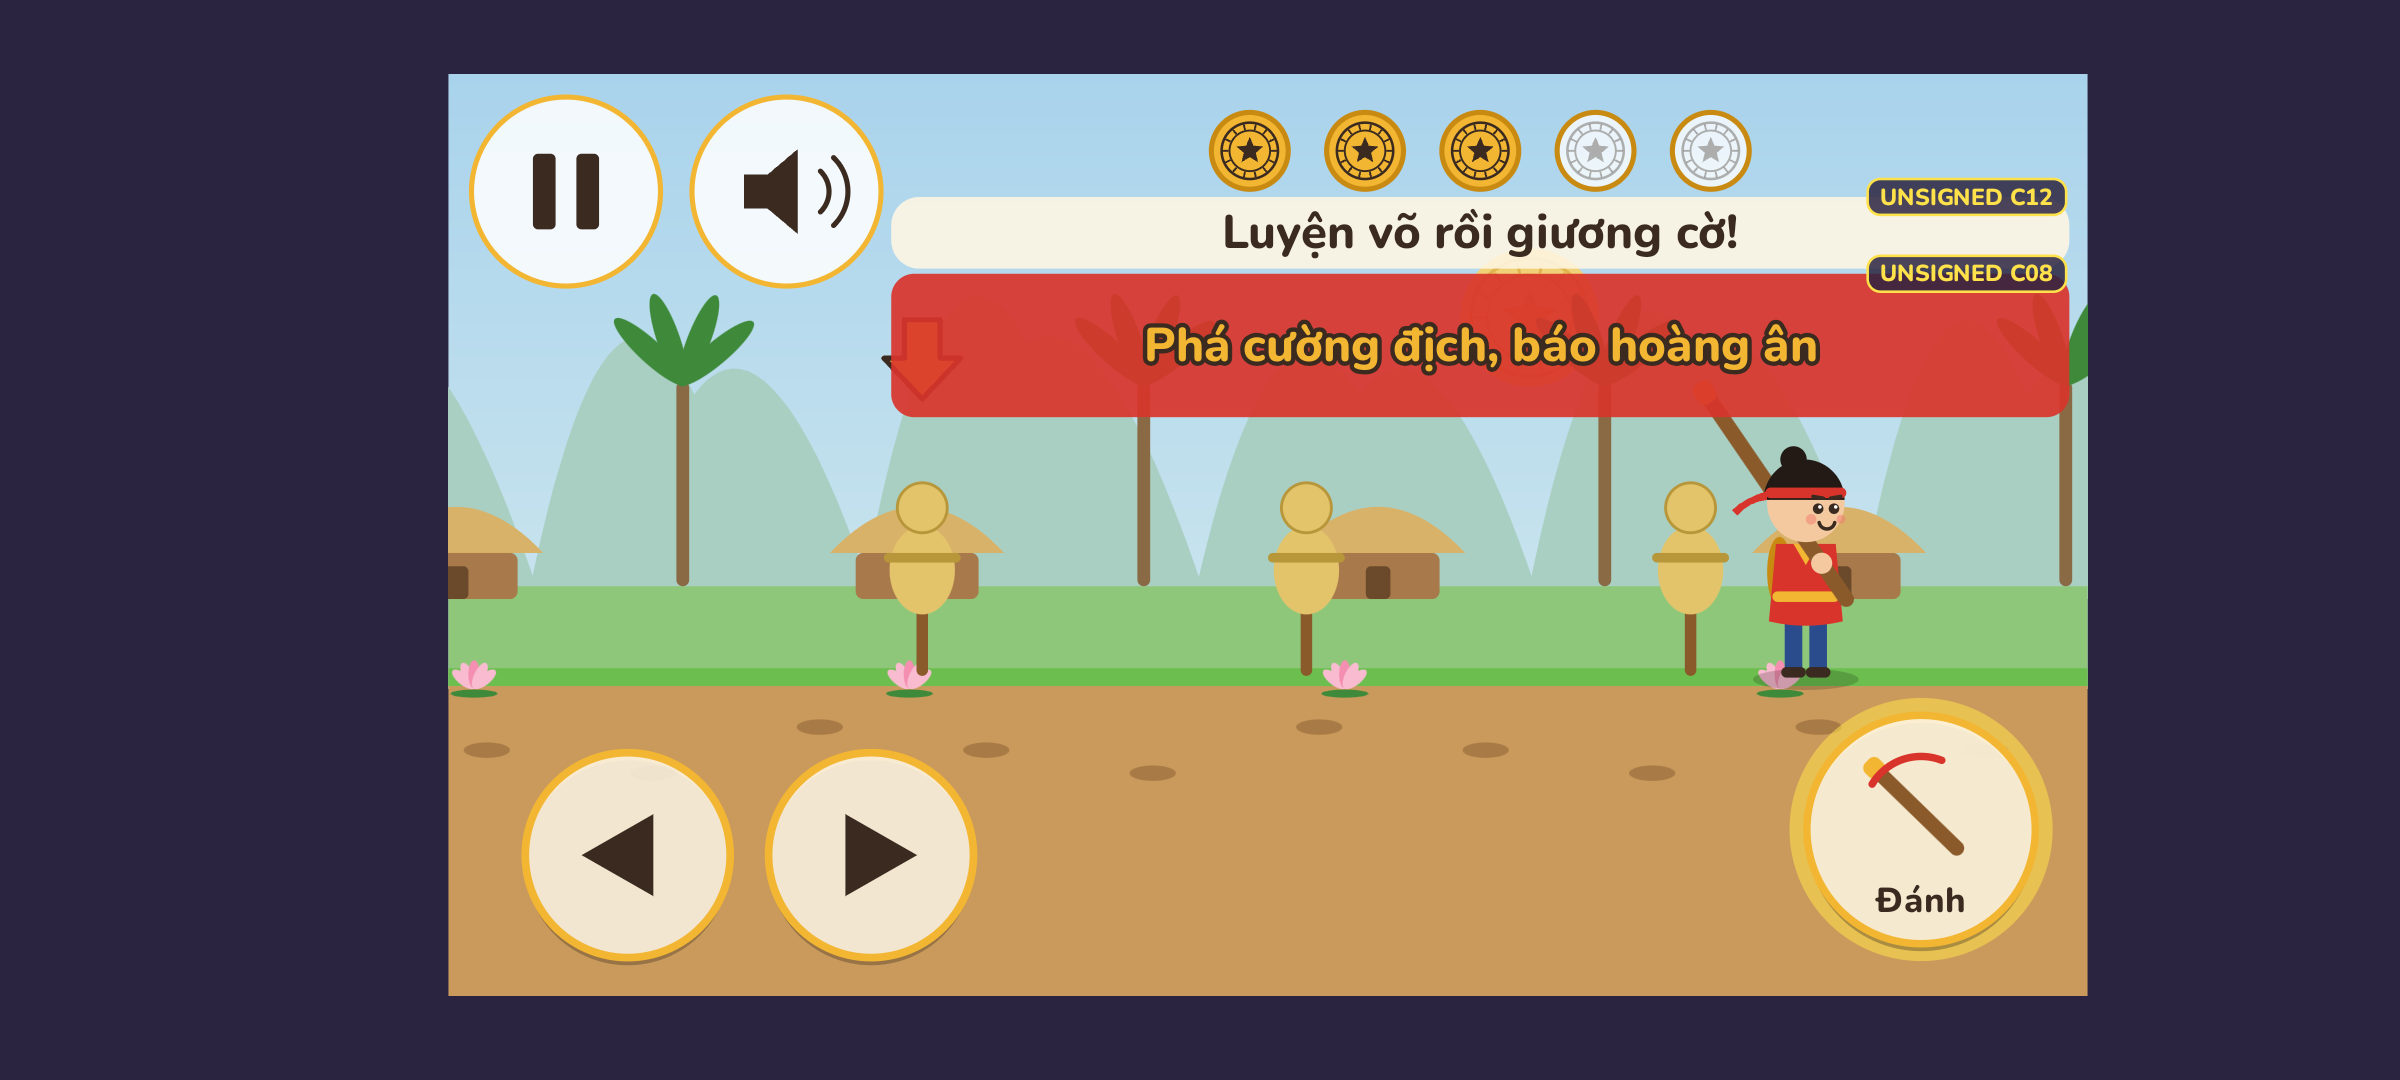 UNSIGNED C12
Luyện võ rồi giương cờ!
UNSIGNED C08
Phá cường địch, báo hoàng ân
Đánh